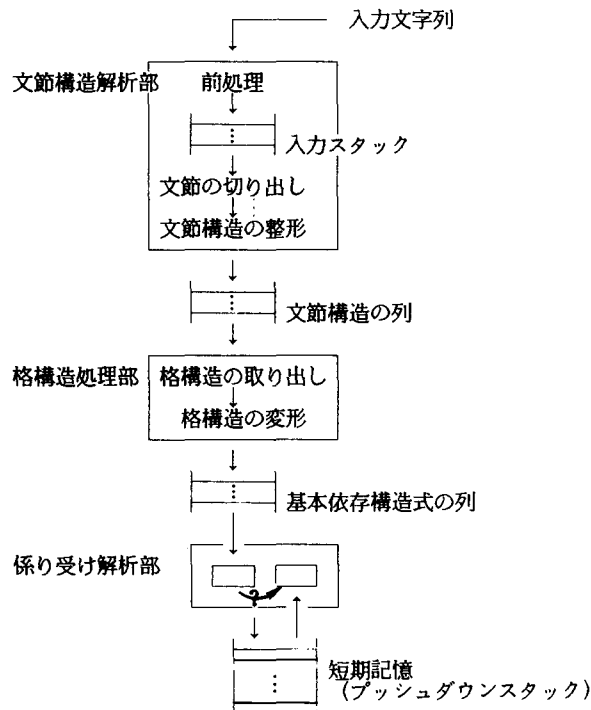 入力文字列
文節構造解析部
前処理
入力スタック
文節の切り出し
文節構造の整形
文節構造の列
格構造処理部
格構造の取り出し
格構造の変形
基本依存構造式の列
係り受け解析部
?
短期記憶
(プッシュダウンスタック)